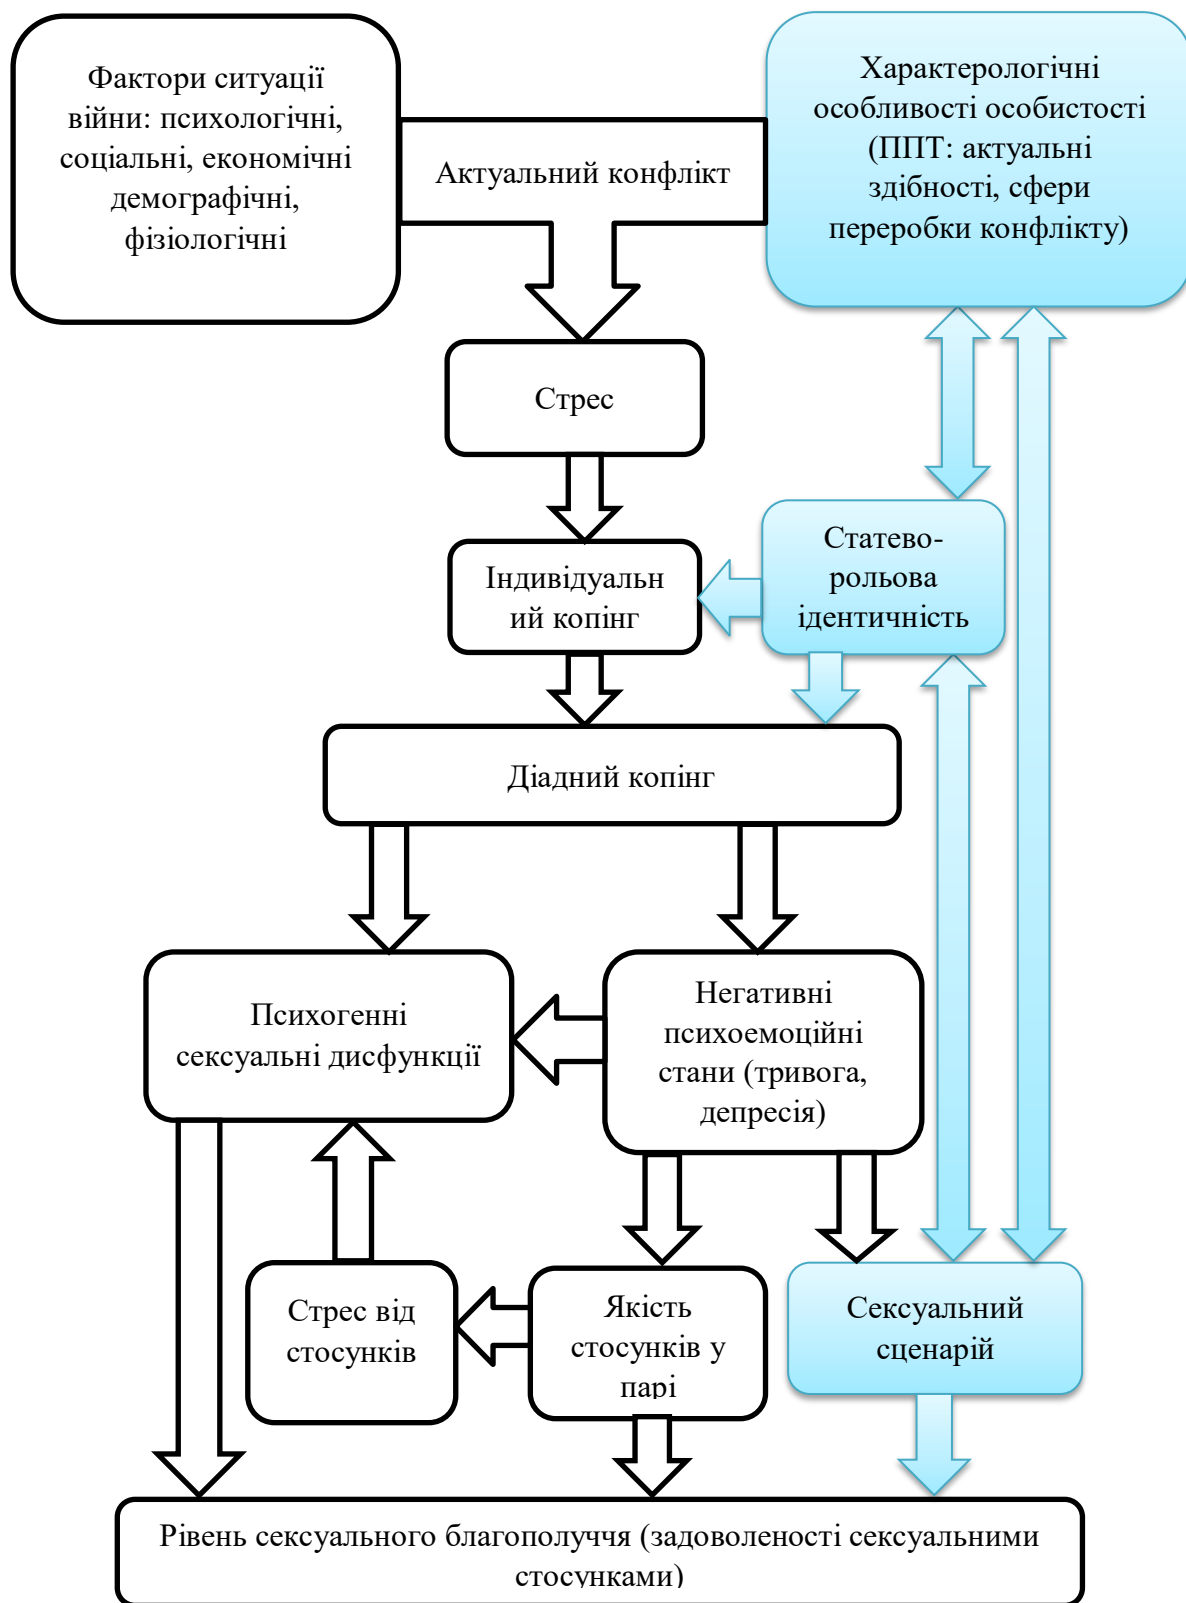 Фактори ситуації
війни: психологічні,
соціальні, економічні
демографічні,
фізіологічні
Актуальний конфлікт
Характерологічні
особливості особистості
(ППТ: актуальні
здібності, сфери
переробки конфлікту)
Стрес
Індивідуальн
ий копінг
Статево-
рольова
ідентичність
Діадний копінг
Психогенні
сексуальні дисфункції
Негативні
психоемоційні
стани (тривога,
депресія)
Стрес від
стосунків
Якість
стосунків у
парі
Сексуальний
сценарій
Рівень сексуального благополуччя (задоволеності сексуальними
стосунками)